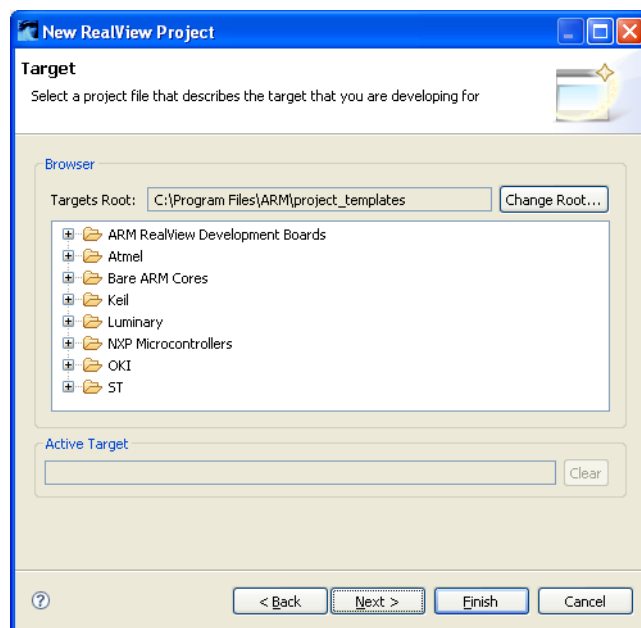 New RealView Project
Target
Select a project file that describes the target that you are developing for
Browser
Targets Root: C:\Program Files\ARM\project_templates Change Root...
ARM RealView Development Boards
Atmel
Bare ARM Cores
Keil
Luminary
NXP Microcontrollers
OKI
ST
Active Target
Clear
? < Back Next > Finish Cancel